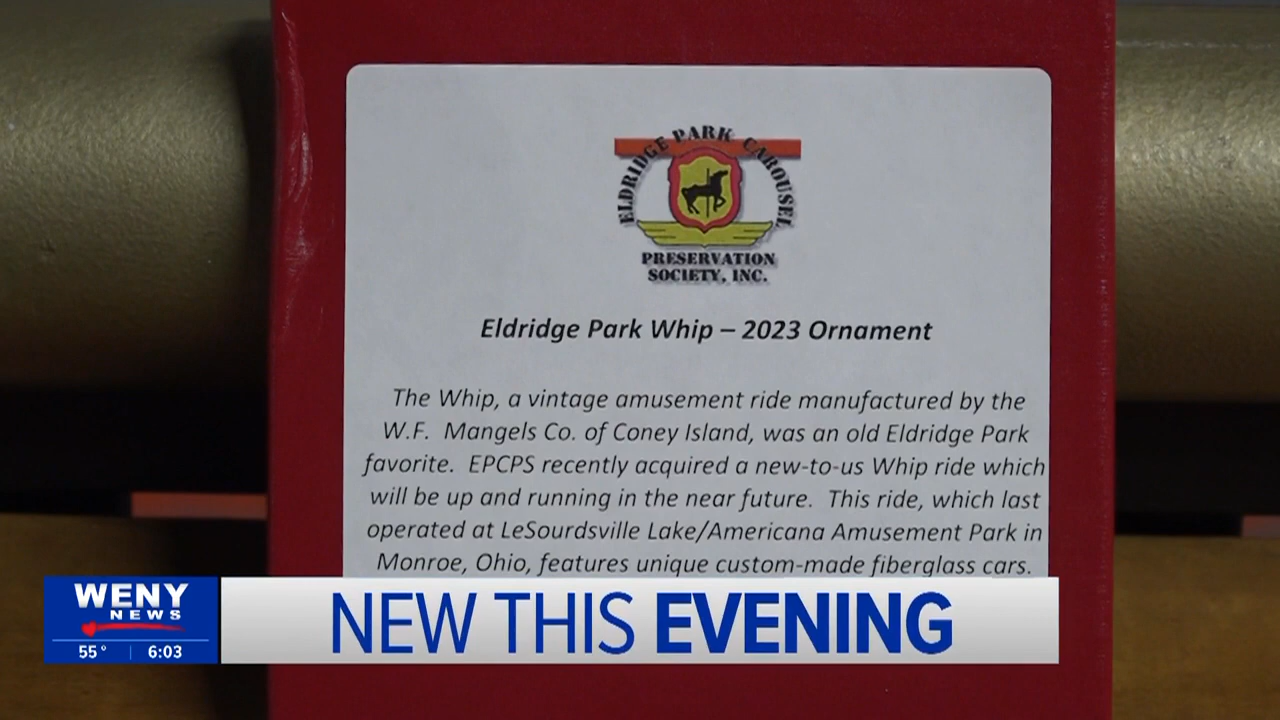 ELDRIDGE PARK CAROUSEL
PRESERVATION
SOCIETY, INC.
Eldridge Park Whip – 2023 Ornament
The Whip, a vintage amusement ride manufactured by the
W.F. Mangels Co. of Coney Island, was an old Eldridge Park
favorite. EPCPS recently acquired a new-to-us Whip ride which
will be up and running in the near future. This ride, which last
operated at LeSourdsville Lake/Americana Amusement Park in
Monroe, Ohio, features unique custom-made fiberglass cars.
WENY
NEWS
55° | 6:03
NEW THIS EVENING